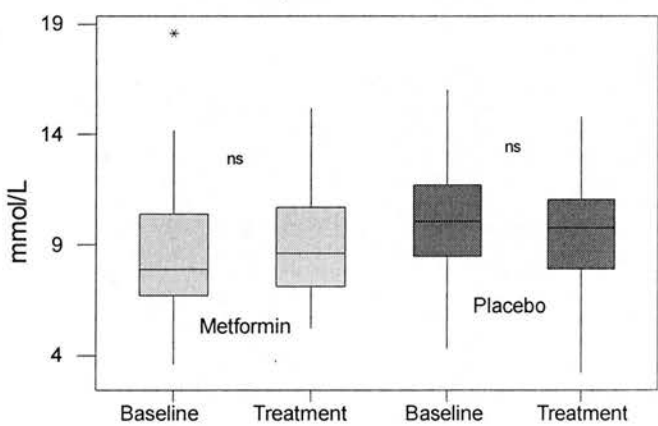 19
*
14
ns
ns
mmol/L
9
Metformin
Placebo
4
Baseline Treatment Baseline Treatment